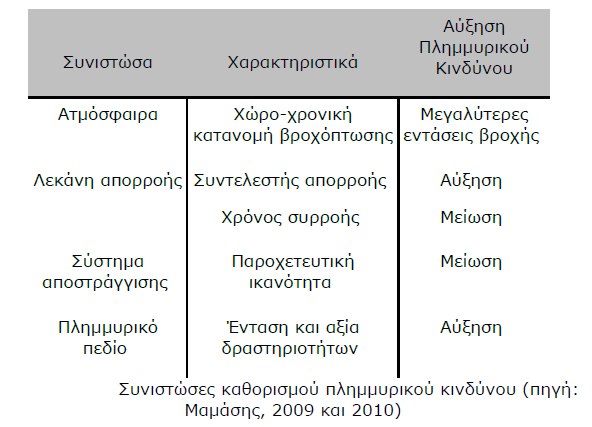 Συνιστώσα Χαρακτηριστικά Αύξηση Πλημμυρικού Κινδύνου
Ατμόσφαιρα Χώρο-χρονική κατανομή βροχόπτωσης Μεγαλύτερες εντάσεις βροχής
Λεκάνη απορροής Συντελεστής απορροής Αύξηση
Χρόνος συρροής Μείωση
Σύστημα αποστράγγισης Παροχετευτική ικανότητα Μείωση
Πλημμυρικό πεδίο Ένταση και αξία δραστηριοτήτων Αύξηση
Συνιστώσες καθορισμού πλημμυρικού κινδύνου (πηγή:
Μαμάσης, 2009 και 2010)